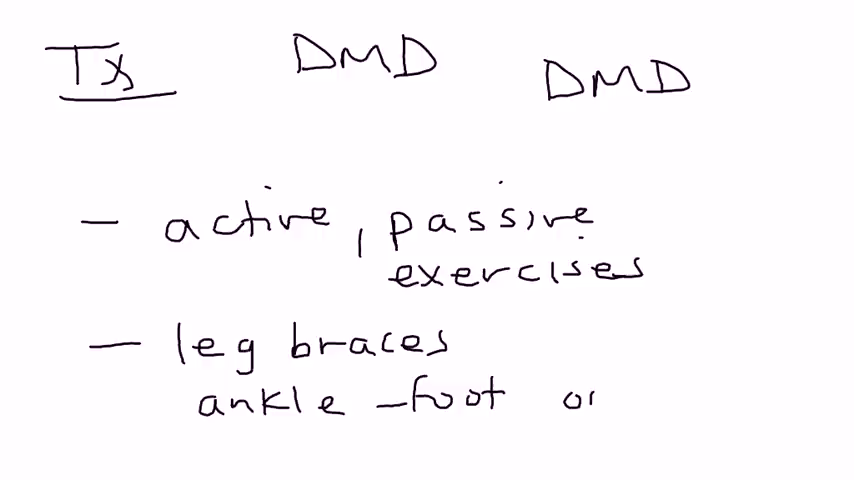 Tx DMD DMD
- active, passive
exercises
- leg braces
ankle-foot or